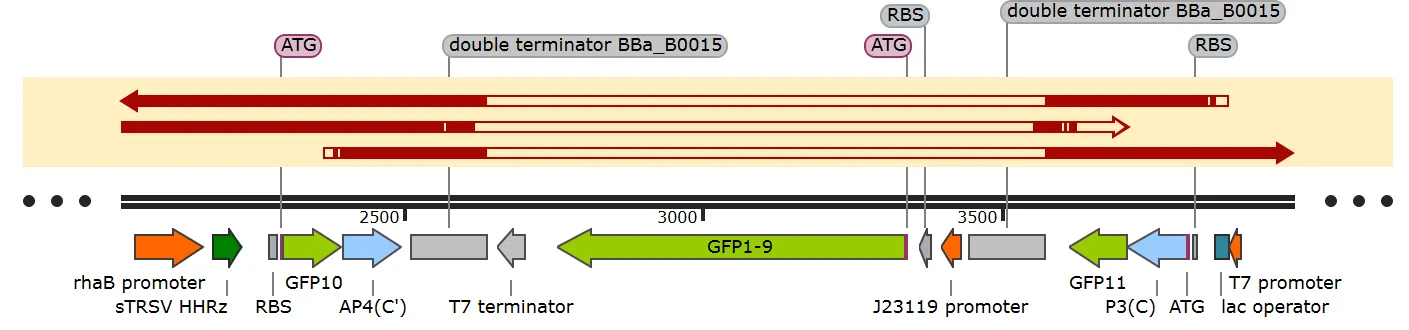 RBS
double terminator BBa_B0015
ATG
double terminator BBa_B0015
ATG
RBS
2500
3000
3500
GFP1-9
rhaB promoter
GFP10
GFP11
T7 promoter
sTRSV HHRz
RBS
AP4(C')
T7 terminator
J23119 promoter
P3(C)
ATG
lac operator